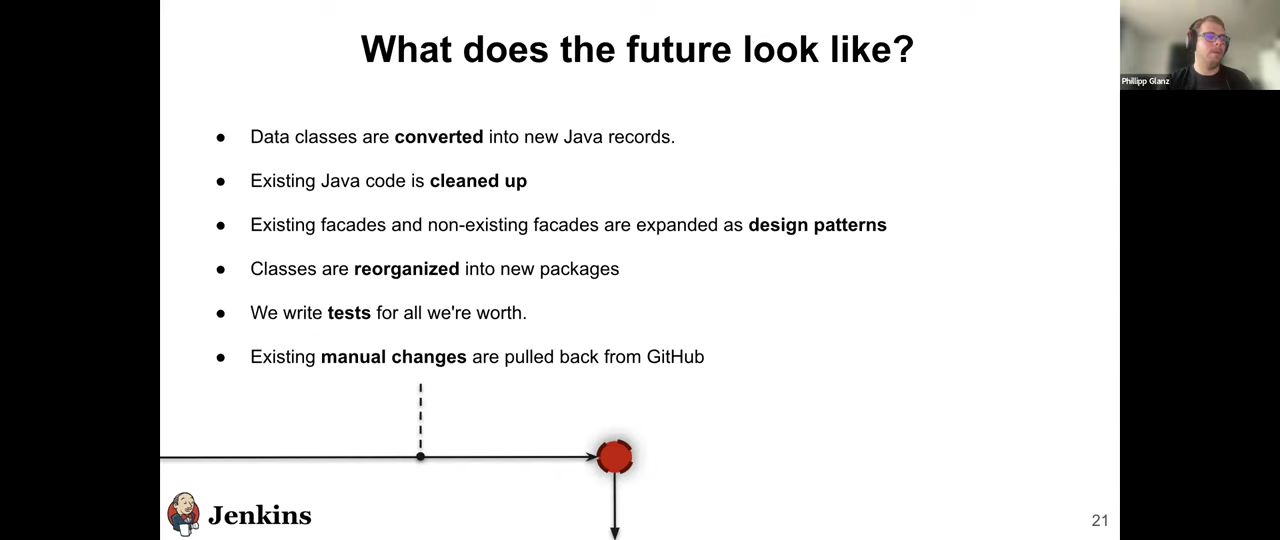 What does the future look like?
Phillipp Glanz
● Data classes are converted into new Java records.
● Existing Java code is cleaned up
● Existing facades and non-existing facades are expanded as design patterns
● Classes are reorganized into new packages
● We write tests for all we're worth.
● Existing manual changes are pulled back from GitHub
Jenkins
21